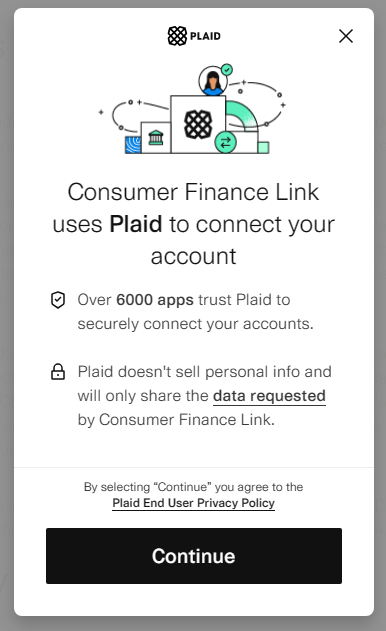 PLAID
Consumer Finance Link
uses Plaid to connect your
account
Over 6000 apps trust Plaid to
securely connect your accounts.
Plaid doesn't sell personal info and
will only share the data requested
by Consumer Finance Link.
By selecting “Continue” you agree to the
Plaid End User Privacy Policy
Continue